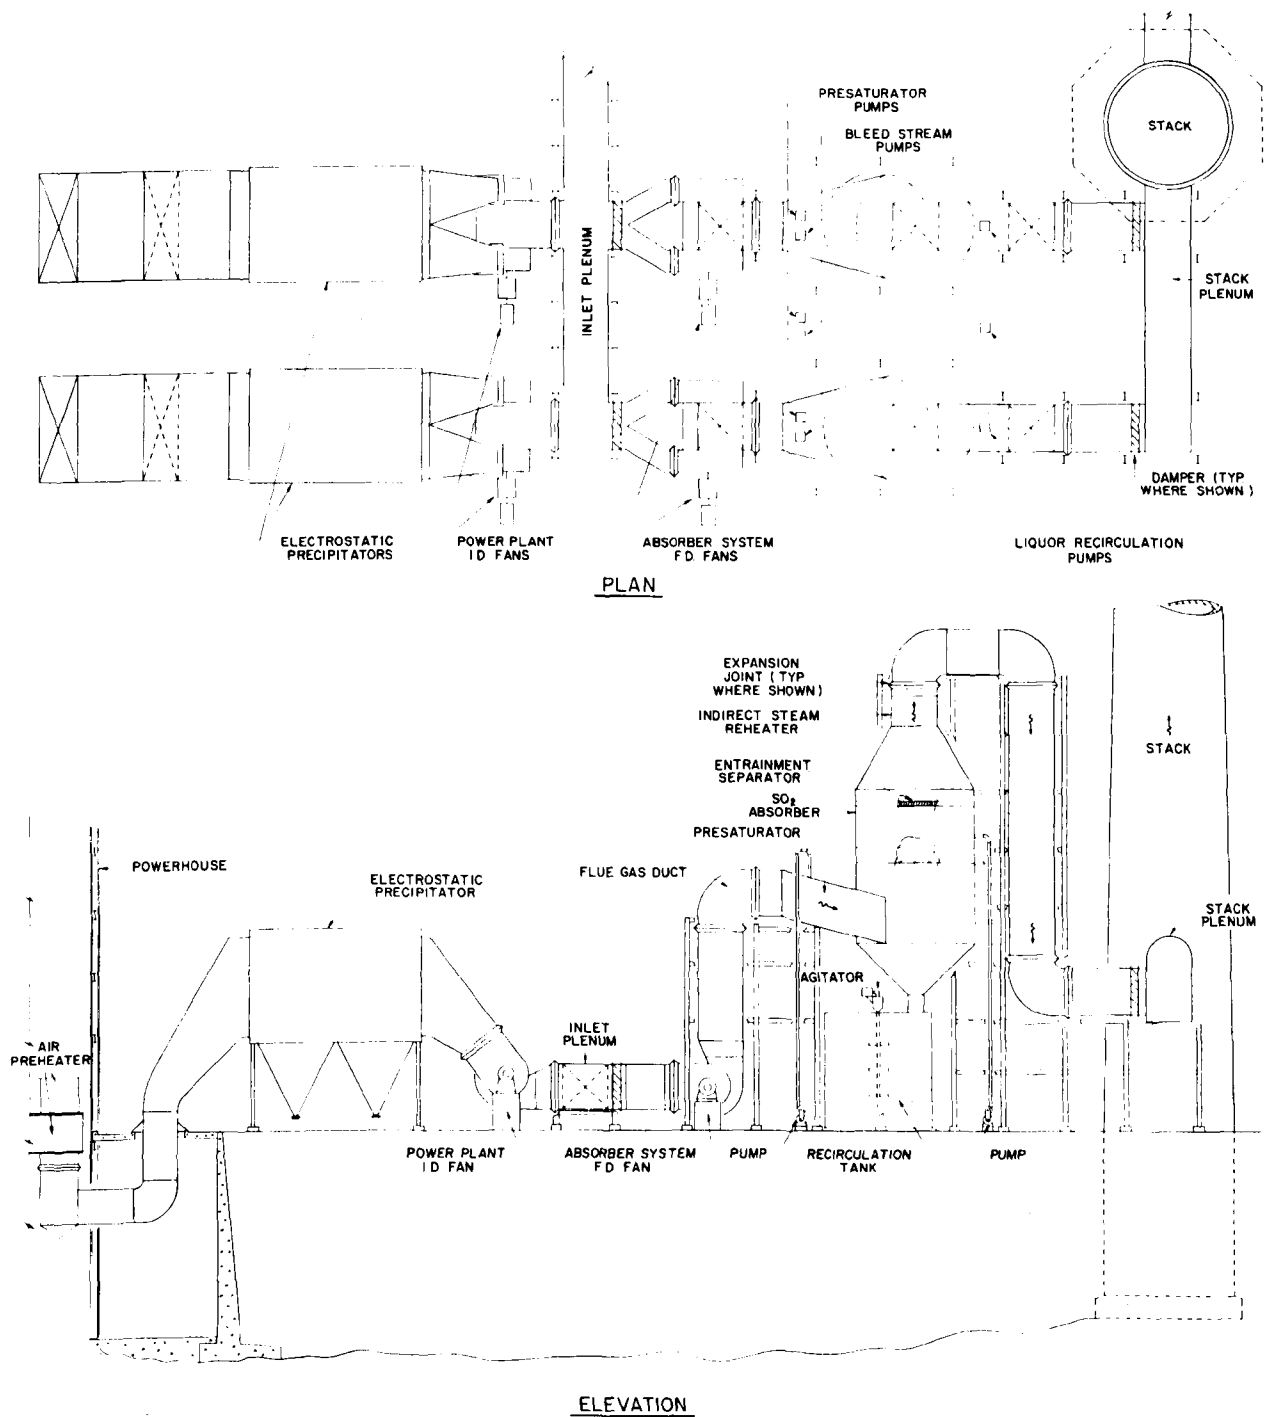 PRESATURATOR
PUMPS
BLEED STREAM
PUMPS
STACK
INLET PLENUM
STACK
PLENUM
DAMPER (TYP
WHERE SHOWN)
ELECTROSTATIC
PRECIPITATORS
POWER PLANT
I D FANS
ABSORBER SYSTEM
F.D. FANS
LIQUOR RECIRCULATION
PUMPS
PLAN
EXPANSION
JOINT (TYP
WHERE SHOWN)
INDIRECT STEAM
REHEATER
STACK
ENTRAINMENT
SEPARATOR
SO2
ABSORBER
PRESATURATOR
POWERHOUSE
ELECTROSTATIC
PRECIPITATOR
FLUE GAS DUCT
STACK
PLENUM
AGITATOR
INLET
PLENUM
AIR
PREHEATER
POWER PLANT
I D FAN
ABSORBER SYSTEM
F D FAN
PUMP
RECIRCULATION
TANK
PUMP
ELEVATION